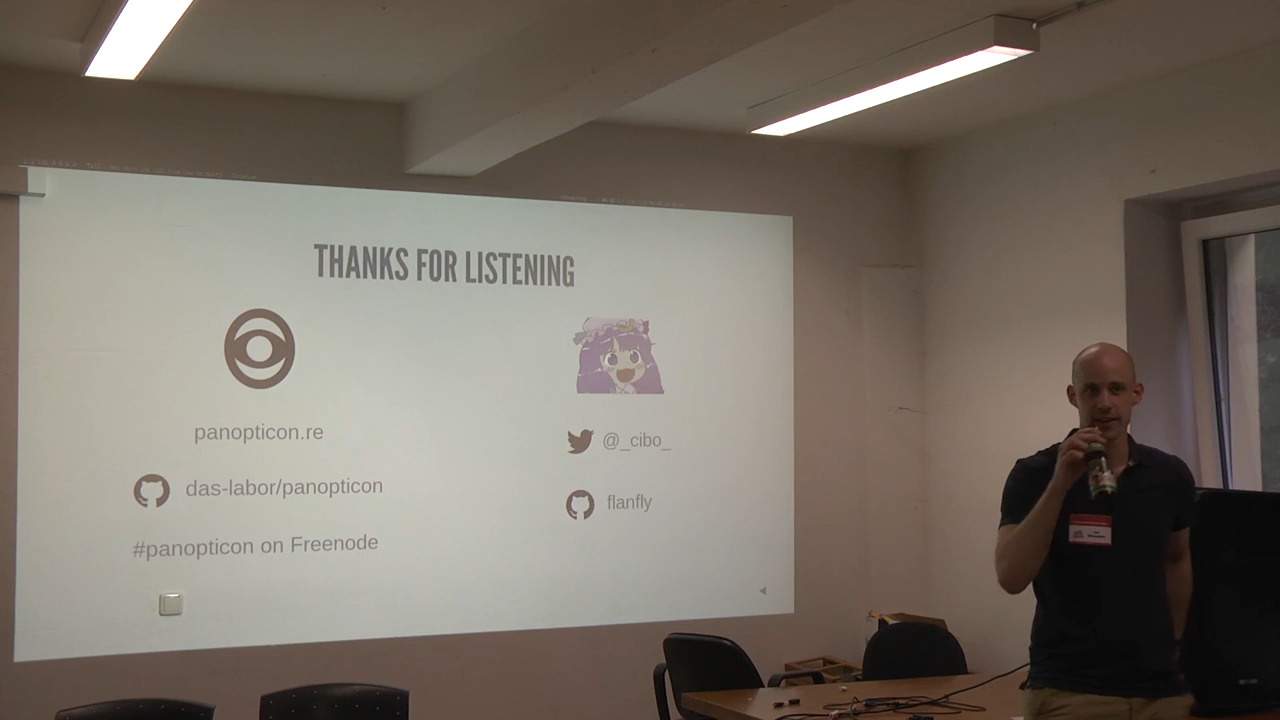 THANKS FOR LISTENING
panopticon.re
das-labor/panopticon
#panopticon on Freenode
@_cibo_
flanfly